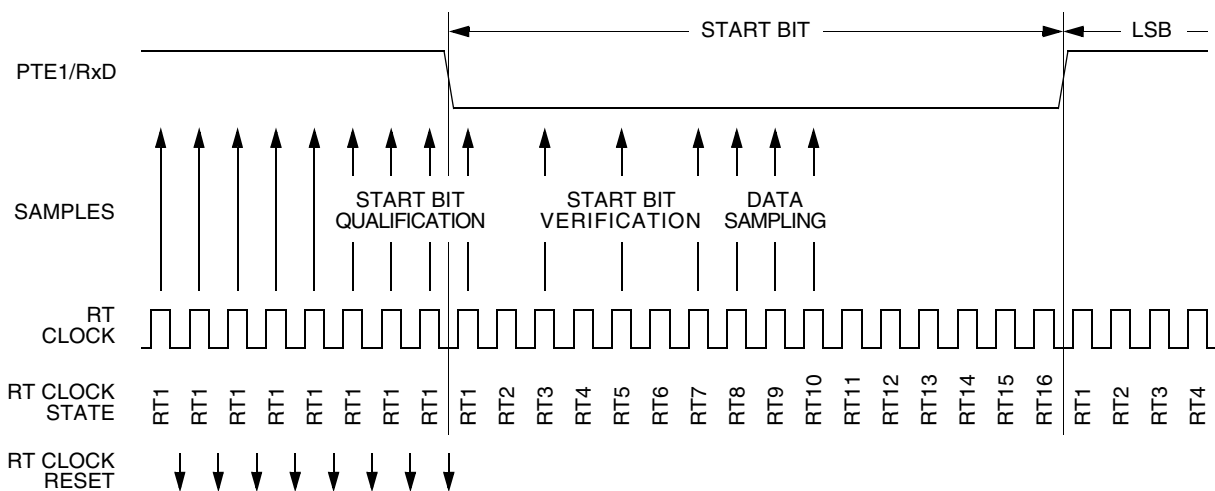 START BIT
LSB
PTE1/RxD
SAMPLES
START BIT
QUALIFICATION
START BIT
VERIFICATION
DATA
SAMPLING
RT
CLOCK
RT CLOCK
STATE
RT1 RT1 RT1 RT1 RT1 RT1 RT1 RT1 RT1 RT2 RT3 RT4 RT5 RT6 RT7 RT8 RT9 RT10 RT11 RT12 RT13 RT14 RT15 RT16 RT1 RT2 RT3 RT4
RT CLOCK
RESET